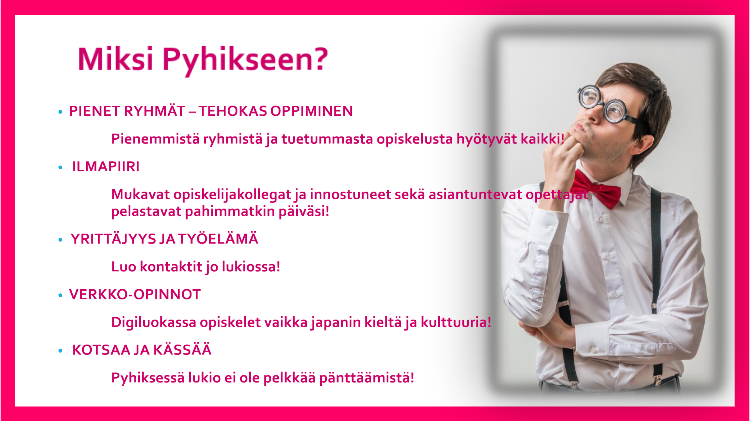 Miksi Pyhikseen?
• PIENET RYHMÄT – TEHOKAS OPPIMINEN
Pienemmistä ryhmistä ja tuetummasta opiskelusta hyötyvät kaikki!
• ILMAPIIRI
Mukavat opiskelijakollegat ja innostuneet sekä asiantuntevat opettajat
pelastavat pahimmatkin päiväsi!
• YRITTÄJYYS JA TYÖELÄMÄ
Luo kontaktit jo lukiossa!
• VERKKO-OPINNOT
Digiluokassa opiskelet vaikka japanin kieltä ja kulttuuria!
• KOTSAA JA KÄSSÄÄ
Pyhiksessä lukio ei ole pelkkää pänttäämistä!